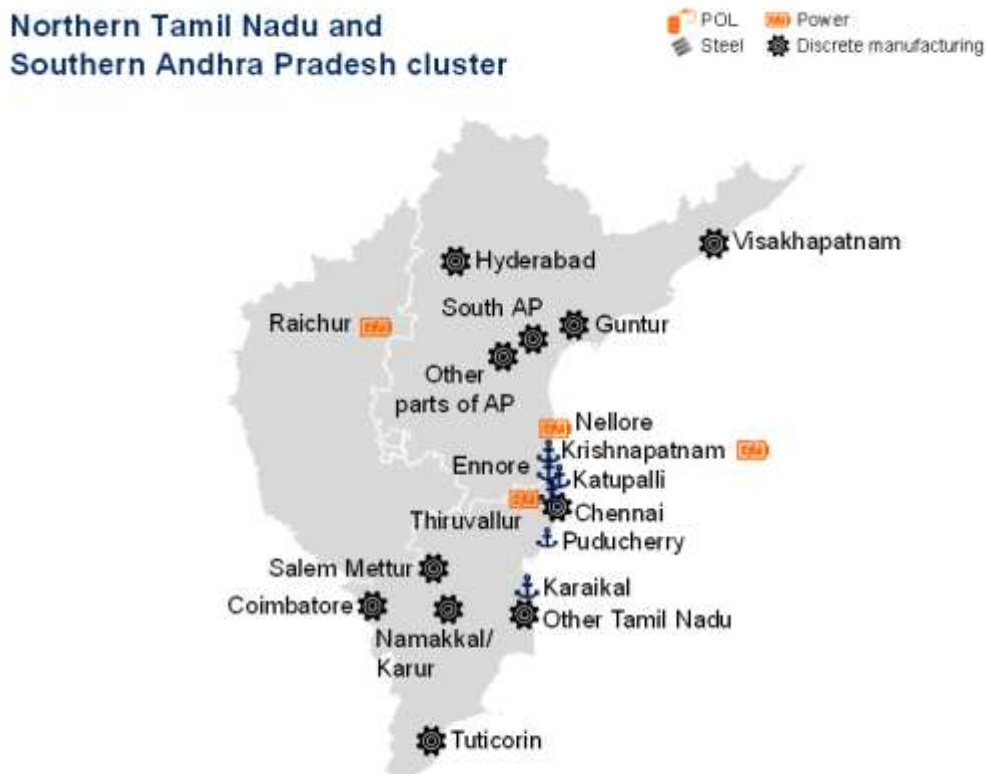 Northern Tamil Nadu and
Southern Andhra Pradesh cluster
POL
Power
Steel
Discrete manufacturing
Visakhapatnam
Hyderabad
South AP
Raichur
Guntur
Other
parts of AP
Nellore
Krishnapatnam
Ennore
Katupalli
Thiruvallur
Chennai
Puducherry
Salem Mettur
Karaikal
Coimbatore
Other Tamil Nadu
Namakkal/
Karur
Tuticorin